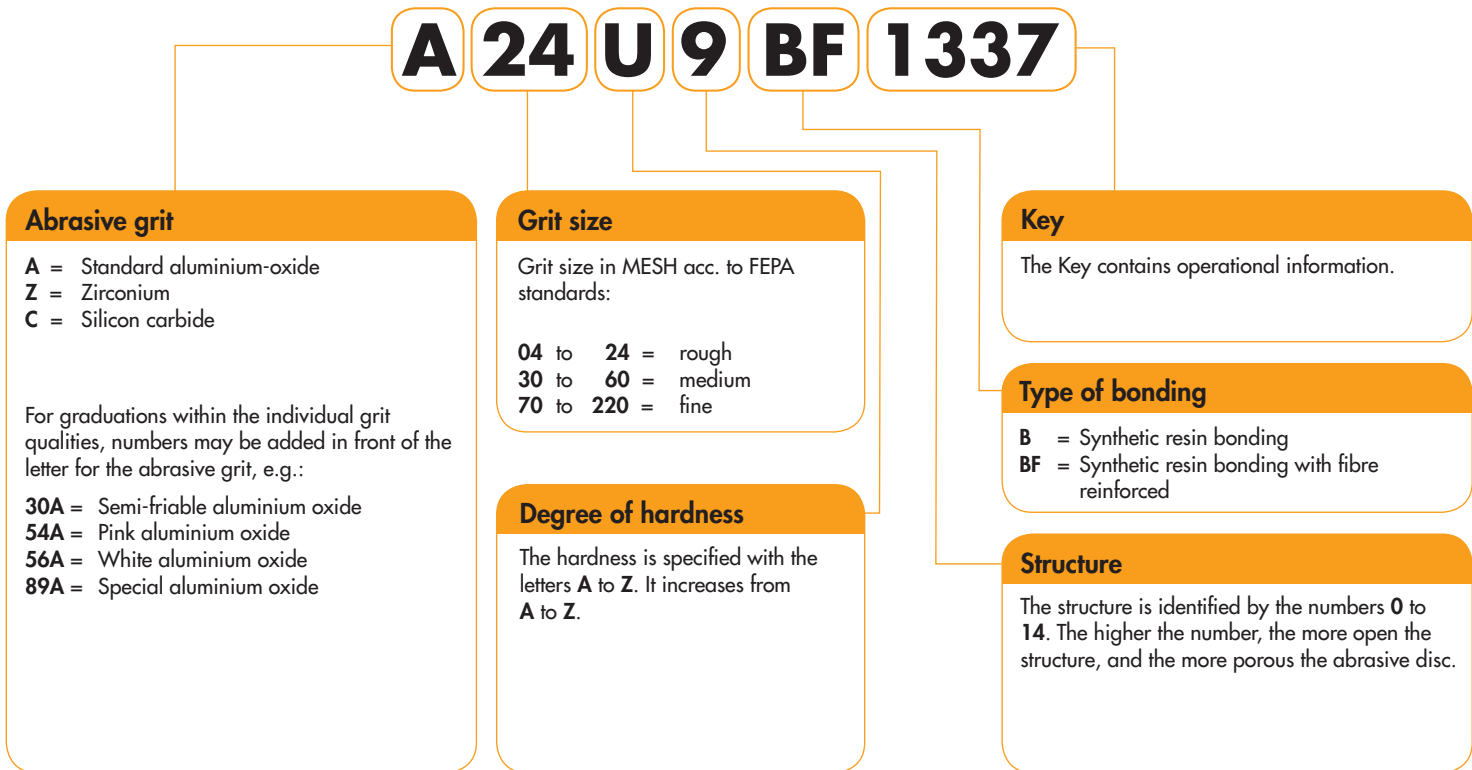 A 24 U 9 BF 1337
Abrasive grit
A = Standard aluminium-oxide
Z = Zirconium
C = Silicon carbide
For graduations within the individual grit
qualities, numbers may be added in front of the
letter for the abrasive grit, e.g.:
30A = Semi-friable aluminium oxide
54A = Pink aluminium oxide
56A = White aluminium oxide
89A = Special aluminium oxide
Grit size
Grit size in MESH acc. to FEPA
standards:
04 to 24 = rough
30 to 60 = medium
70 to 220 = fine
Degree of hardness
The hardness is specified with the
letters A to Z. It increases from
A to Z.
Key
The Key contains operational information.
Type of bonding
B = Synthetic resin bonding
BF = Synthetic resin bonding with fibre
reinforced
Structure
The structure is identified by the numbers 0 to
14. The higher the number, the more open the
structure, and the more porous the abrasive disc.